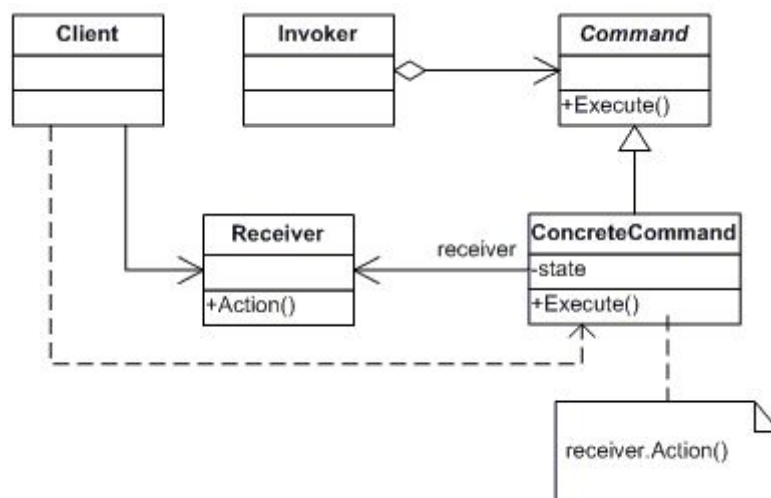 Client
Invoker
Command
+Execute()
Receiver
+Action()
receiver
ConcreteCommand
-state
+Execute()
receiver.Action()